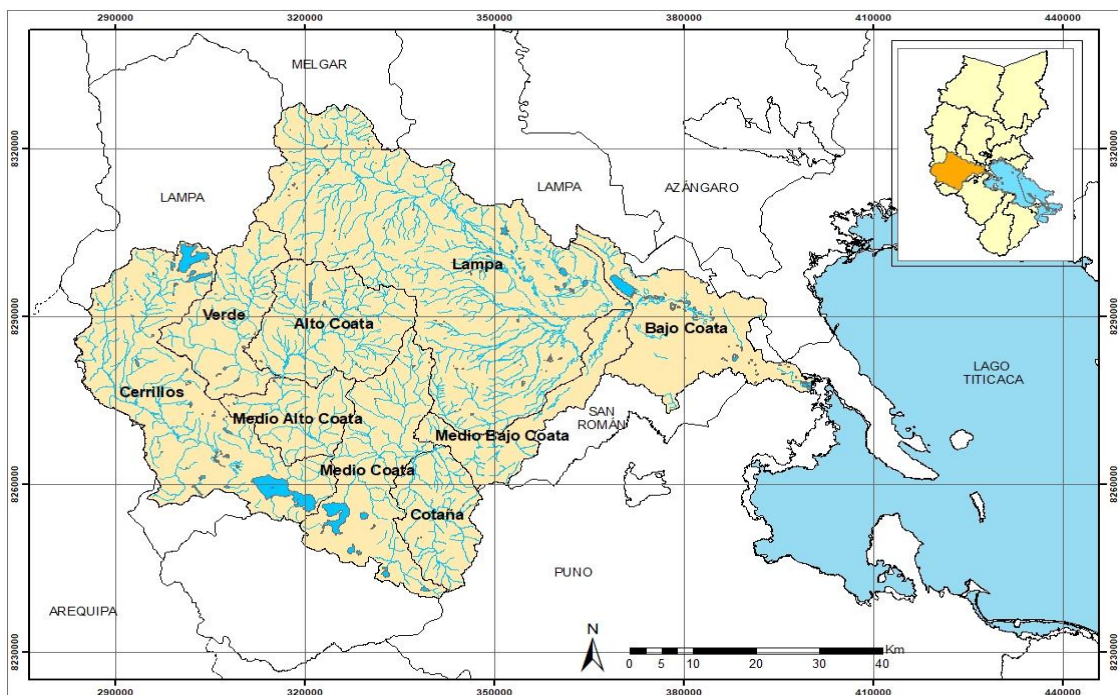 290000 320000 350000 380000 410000 440000
MELGAR
8320000
8320000
LAMPA
LAMPA
AZÁNGARO
Lampa
8290000
Verde
Alto Coata
Bajo Coata
8290000
LAGO
TITICACA
Cerrillos
Medio Alto Coata
SAN
ROMÁN
Medio Bajo Coata
Medio Coata
8260000
8260000
Cotaña
PUNO
AREQUIPA
N
8230000
0 5 10 20 30 40
Km
8230000
290000 320000 350000 380000 410000 440000